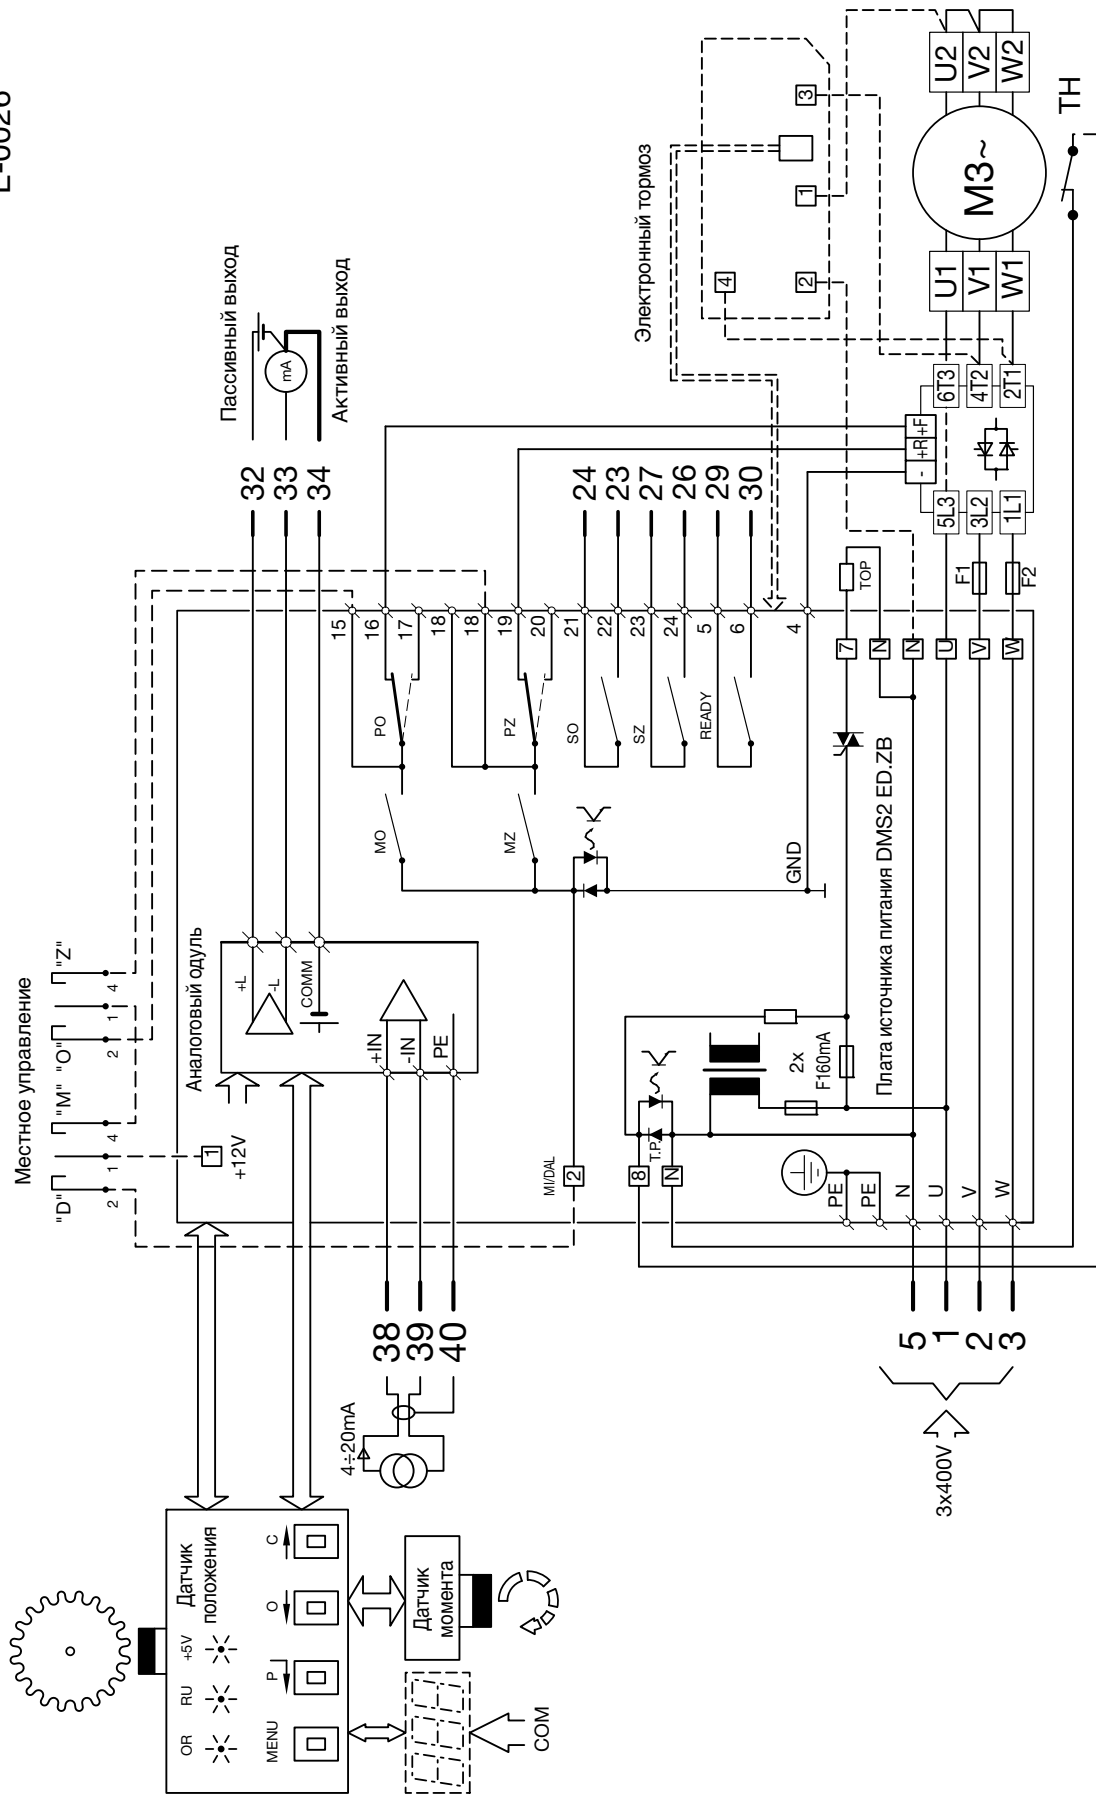 Местное управление
"D"
"M"
"O"
"Z"
2
1
4
2
1
4
Аналоговый одуль
1
+12V
+L
-L
COMM
+IN
-IN
PE
32
33
34
Пассивный выход
mA
Активный выход
OR
RU
+5V
Датчик
положения
MENU
P
O
C
Датчик
момента
COM
4÷20mA
38
39
40
MI/DAL
2
MO
MZ
PO
PZ
SO
SZ
READY
GND
15
16
17
18
18
19
20
21
22
23
24
5
6
4
24
23
27
26
29
30
Электронный тормоз
4
2
1
3
8
N
T.P.
2x
F160mA
Плата источника питания DMS2 ED.ZB
7
N
N
U
V
W
TOP
F1
F2
-
+R
+F
5L3
3L2
1L1
6T3
4T2
2T1
U1
V1
W1
M3~
U2
V2
W2
TH
PE
PE
N
U
V
W
5
1
2
3
3x400V